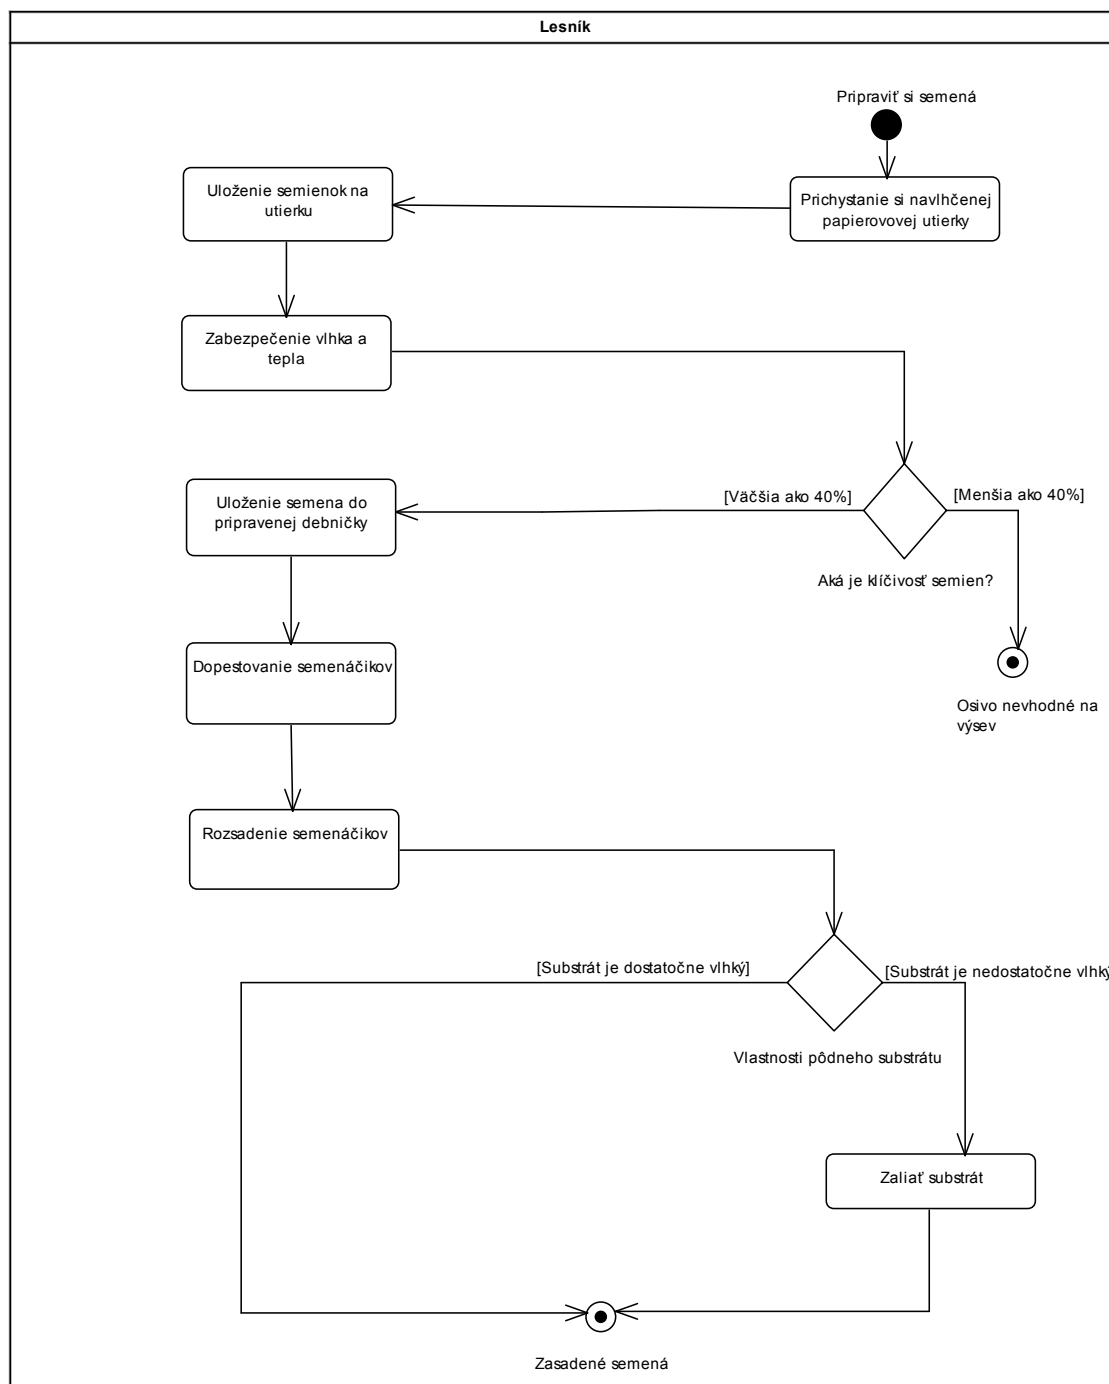 Lesník
Pripraviť si semená
Prichystanie si navlhčenej
papierovovej utierky
Uloženie semienok na
utierku
Zabezpečenie vlhka a
tepla
[Väčšia ako 40%]
[Menšia ako 40%]
Aká je klíčivosť semien?
Uloženie semena do
pripravenej debničky
Osivo nevhodné na
výsev
Dopestovanie semenáčikov
Rozsadenie semenáčikov
[Substrát je dostatočne vlhký]
[Substrát je nedostatočne vlhký
Vlastnosti pôdneho substrátu
Zaliať substrát
Zasadené semená